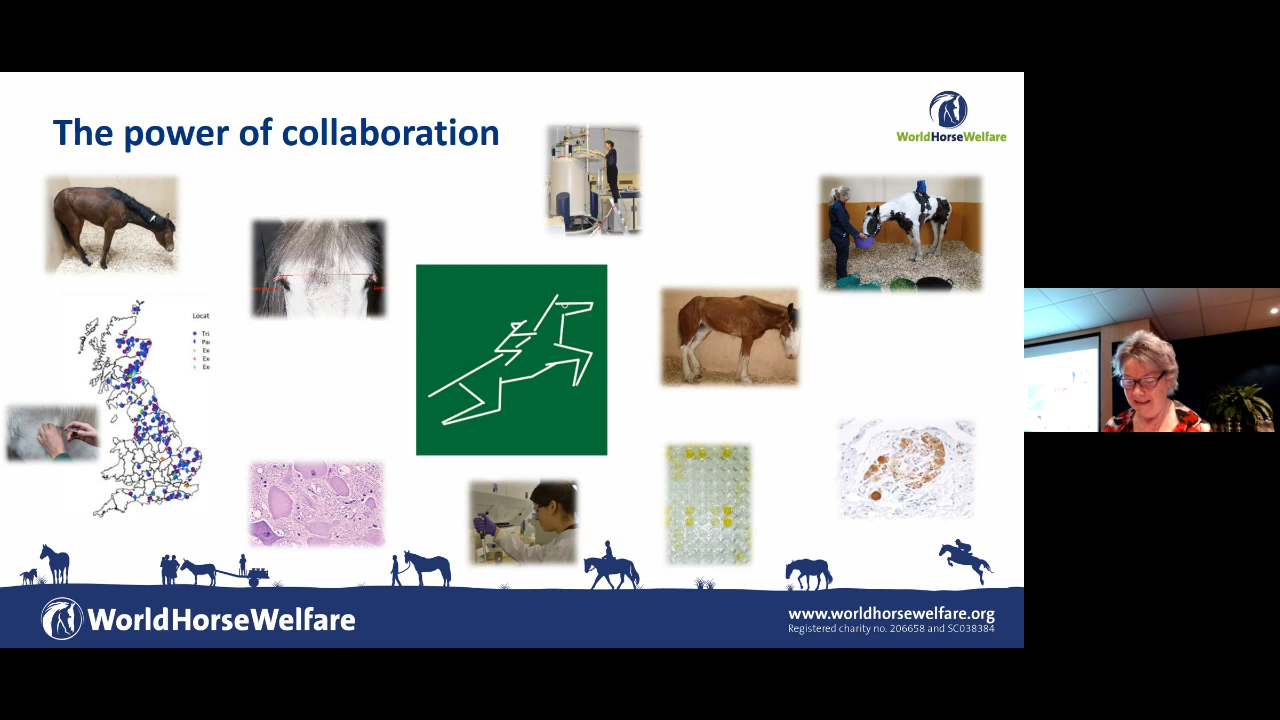 The power of collaboration
WorldHorseWelfare
Locat
Tri
Pa
Ex
Ex
Ex
WorldHorseWelfare
www.worldhorsewelfare.org
Registered charity no. 206658 and SC038384